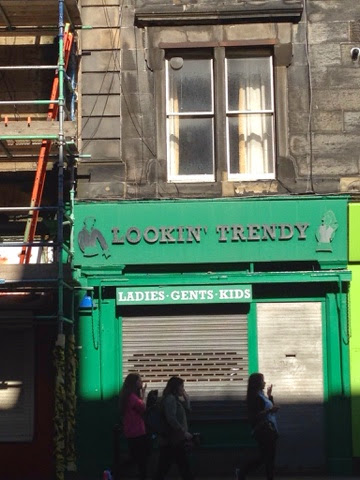 LOOKIN' TRENDY
LADIES · GENTS · KIDS